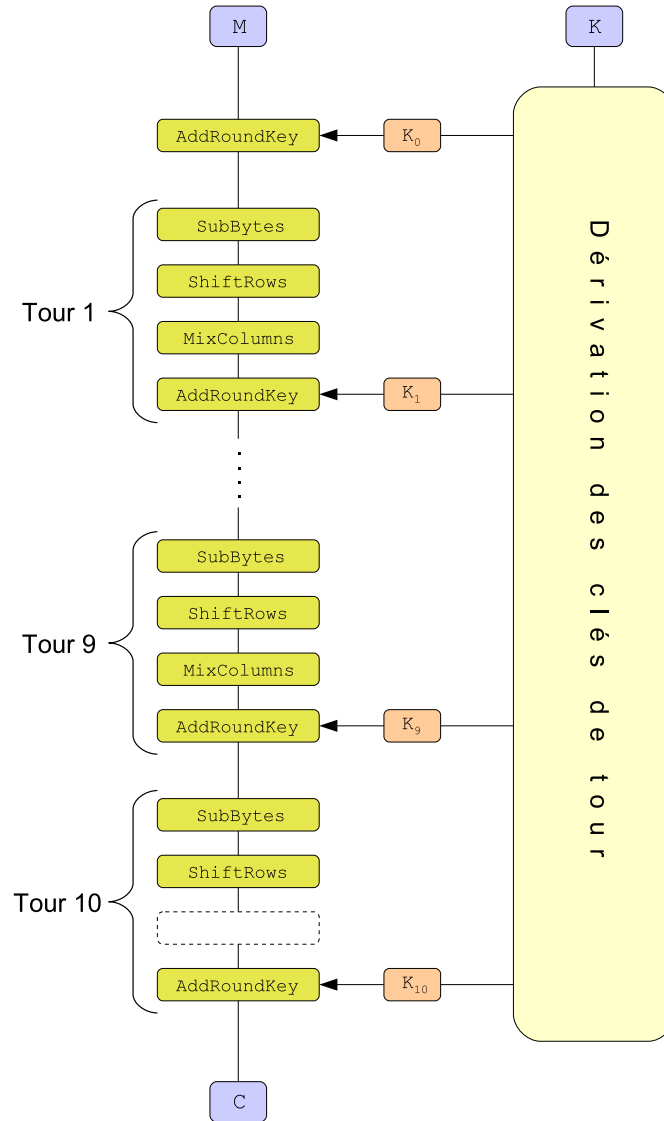 M
K
AddRoundKey
K₀
SubBytes
ShiftRows
Tour 1
MixColumns
AddRoundKey
K₁
SubBytes
ShiftRows
Tour 9
MixColumns
AddRoundKey
K₉
SubBytes
ShiftRows
Tour 10
AddRoundKey
K₁₀
C
Dérivation des clés de tour